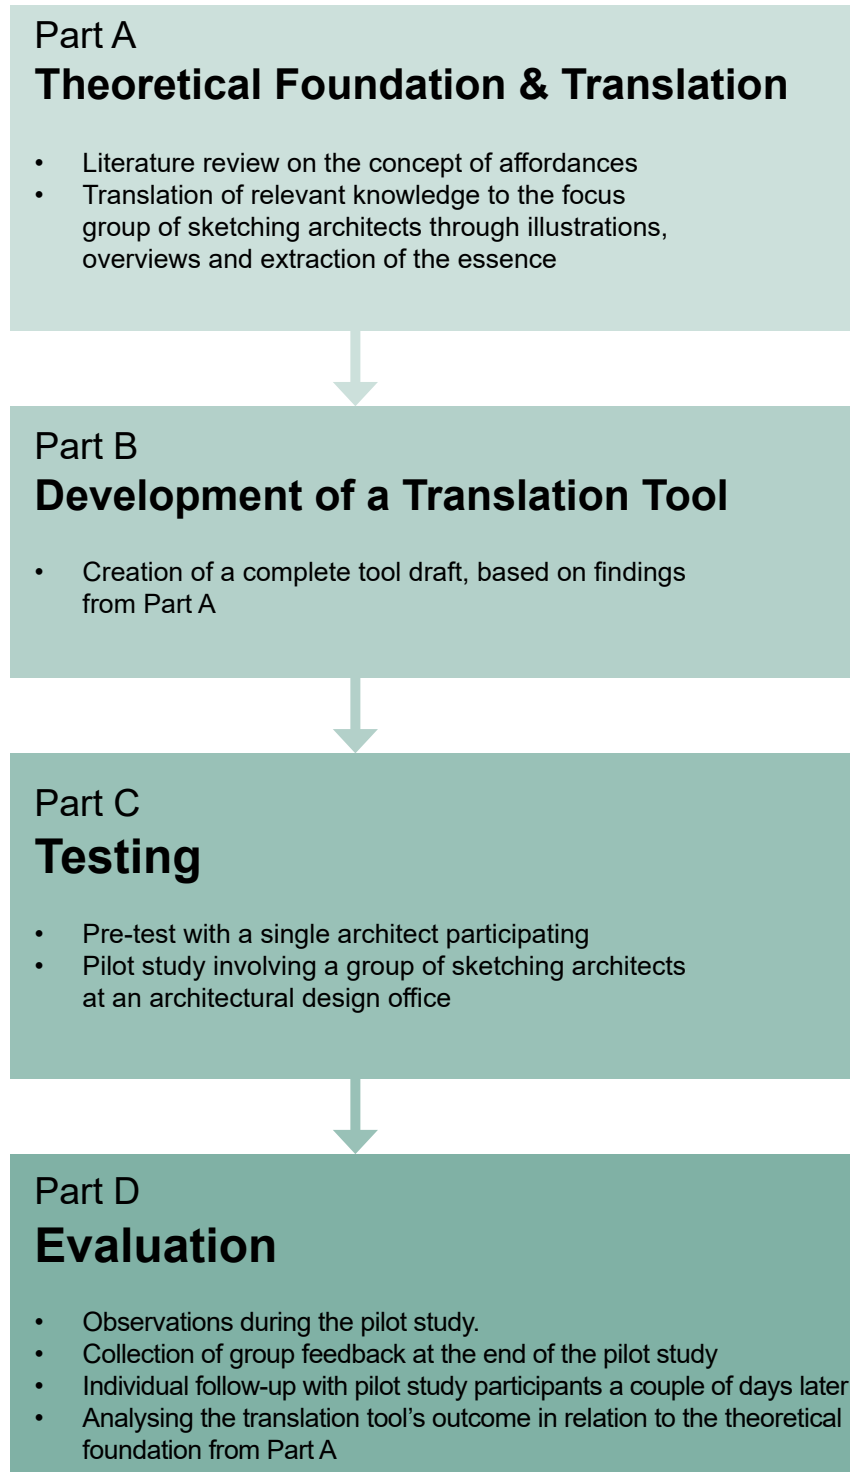 Part A
Theoretical Foundation & Translation
• Literature review on the concept of affordances
• Translation of relevant knowledge to the focus
group of sketching architects through illustrations,
overviews and extraction of the essence
Part B
Development of a Translation Tool
• Creation of a complete tool draft, based on findings
from Part A
Part C
Testing
• Pre-test with a single architect participating
• Pilot study involving a group of sketching architects
at an architectural design office
Part D
Evaluation
• Observations during the pilot study.
• Collection of group feedback at the end of the pilot study
• Individual follow-up with pilot study participants a couple of days later
• Analysing the translation tool’s outcome in relation to the theoretical
foundation from Part A